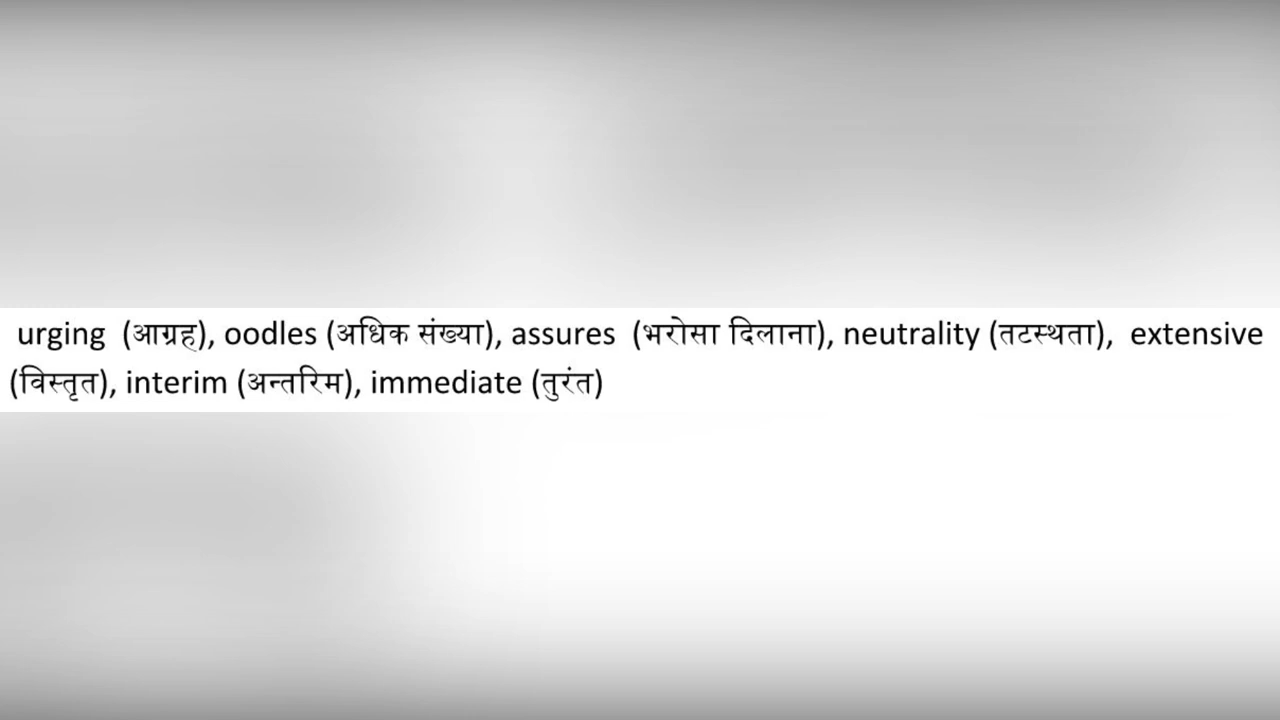 urging (आग्रह), oodles (अधिक संख्या), assures (भरोसा दिलाना), neutrality (तटस्थता), extensive
(विस्तृत), interim (अन्तरिम), immediate (तुरंत)